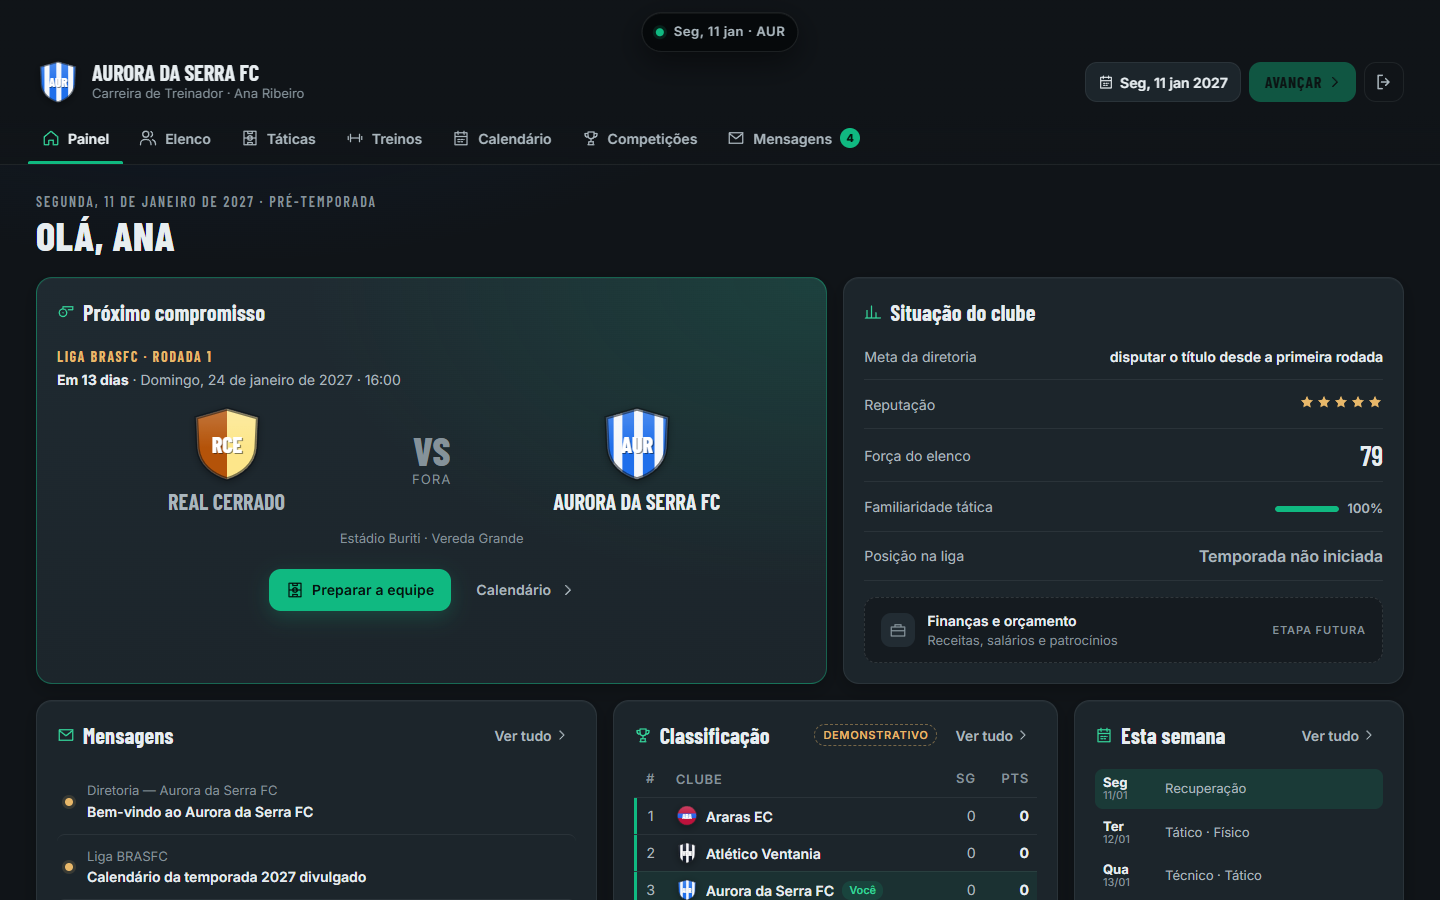 Seg, 11 jan · AUR
AUR
AURORA DA SERRA FC
Carreira de Treinador · Ana Ribeiro
Seg, 11 jan 2027
AVANÇAR
Painel
Elenco
Táticas
Treinos
Calendário
Competições
Mensagens 4
SEGUNDA, 11 DE JANEIRO DE 2027 · PRÉ-TEMPORADA
OLÁ, ANA
Próximo compromisso
LIGA BRASFC · RODADA 1
Em 13 dias · Domingo, 24 de janeiro de 2027 · 16:00
RCE
REAL CERRADO
VS
FORA
AUR
AURORA DA SERRA FC
Estádio Buriti · Vereda Grande
Preparar a equipe
Calendário
Situação do clube
Meta da diretoria disputar o título desde a primeira rodada
Reputação
Força do elenco 79
Familiaridade tática 100%
Posição na liga Temporada não iniciada
Finanças e orçamento
Receitas, salários e patrocínios
ETAPA FUTURA
Mensagens
Ver tudo
Diretoria — Aurora da Serra FC
Bem-vindo ao Aurora da Serra FC
Liga BRASFC
Calendário da temporada 2027 divulgado
Classificação
DEMONSTRATIVO
Ver tudo
# CLUBE SG PTS
1 Araras EC 0 0
2 Atlético Ventania 0 0
3 Aurora da Serra FC Você 0 0
Esta semana
Ver tudo
Seg
11/01
Recuperação
Ter
12/01
Tático · Físico
Qua
13/01
Técnico · Tático